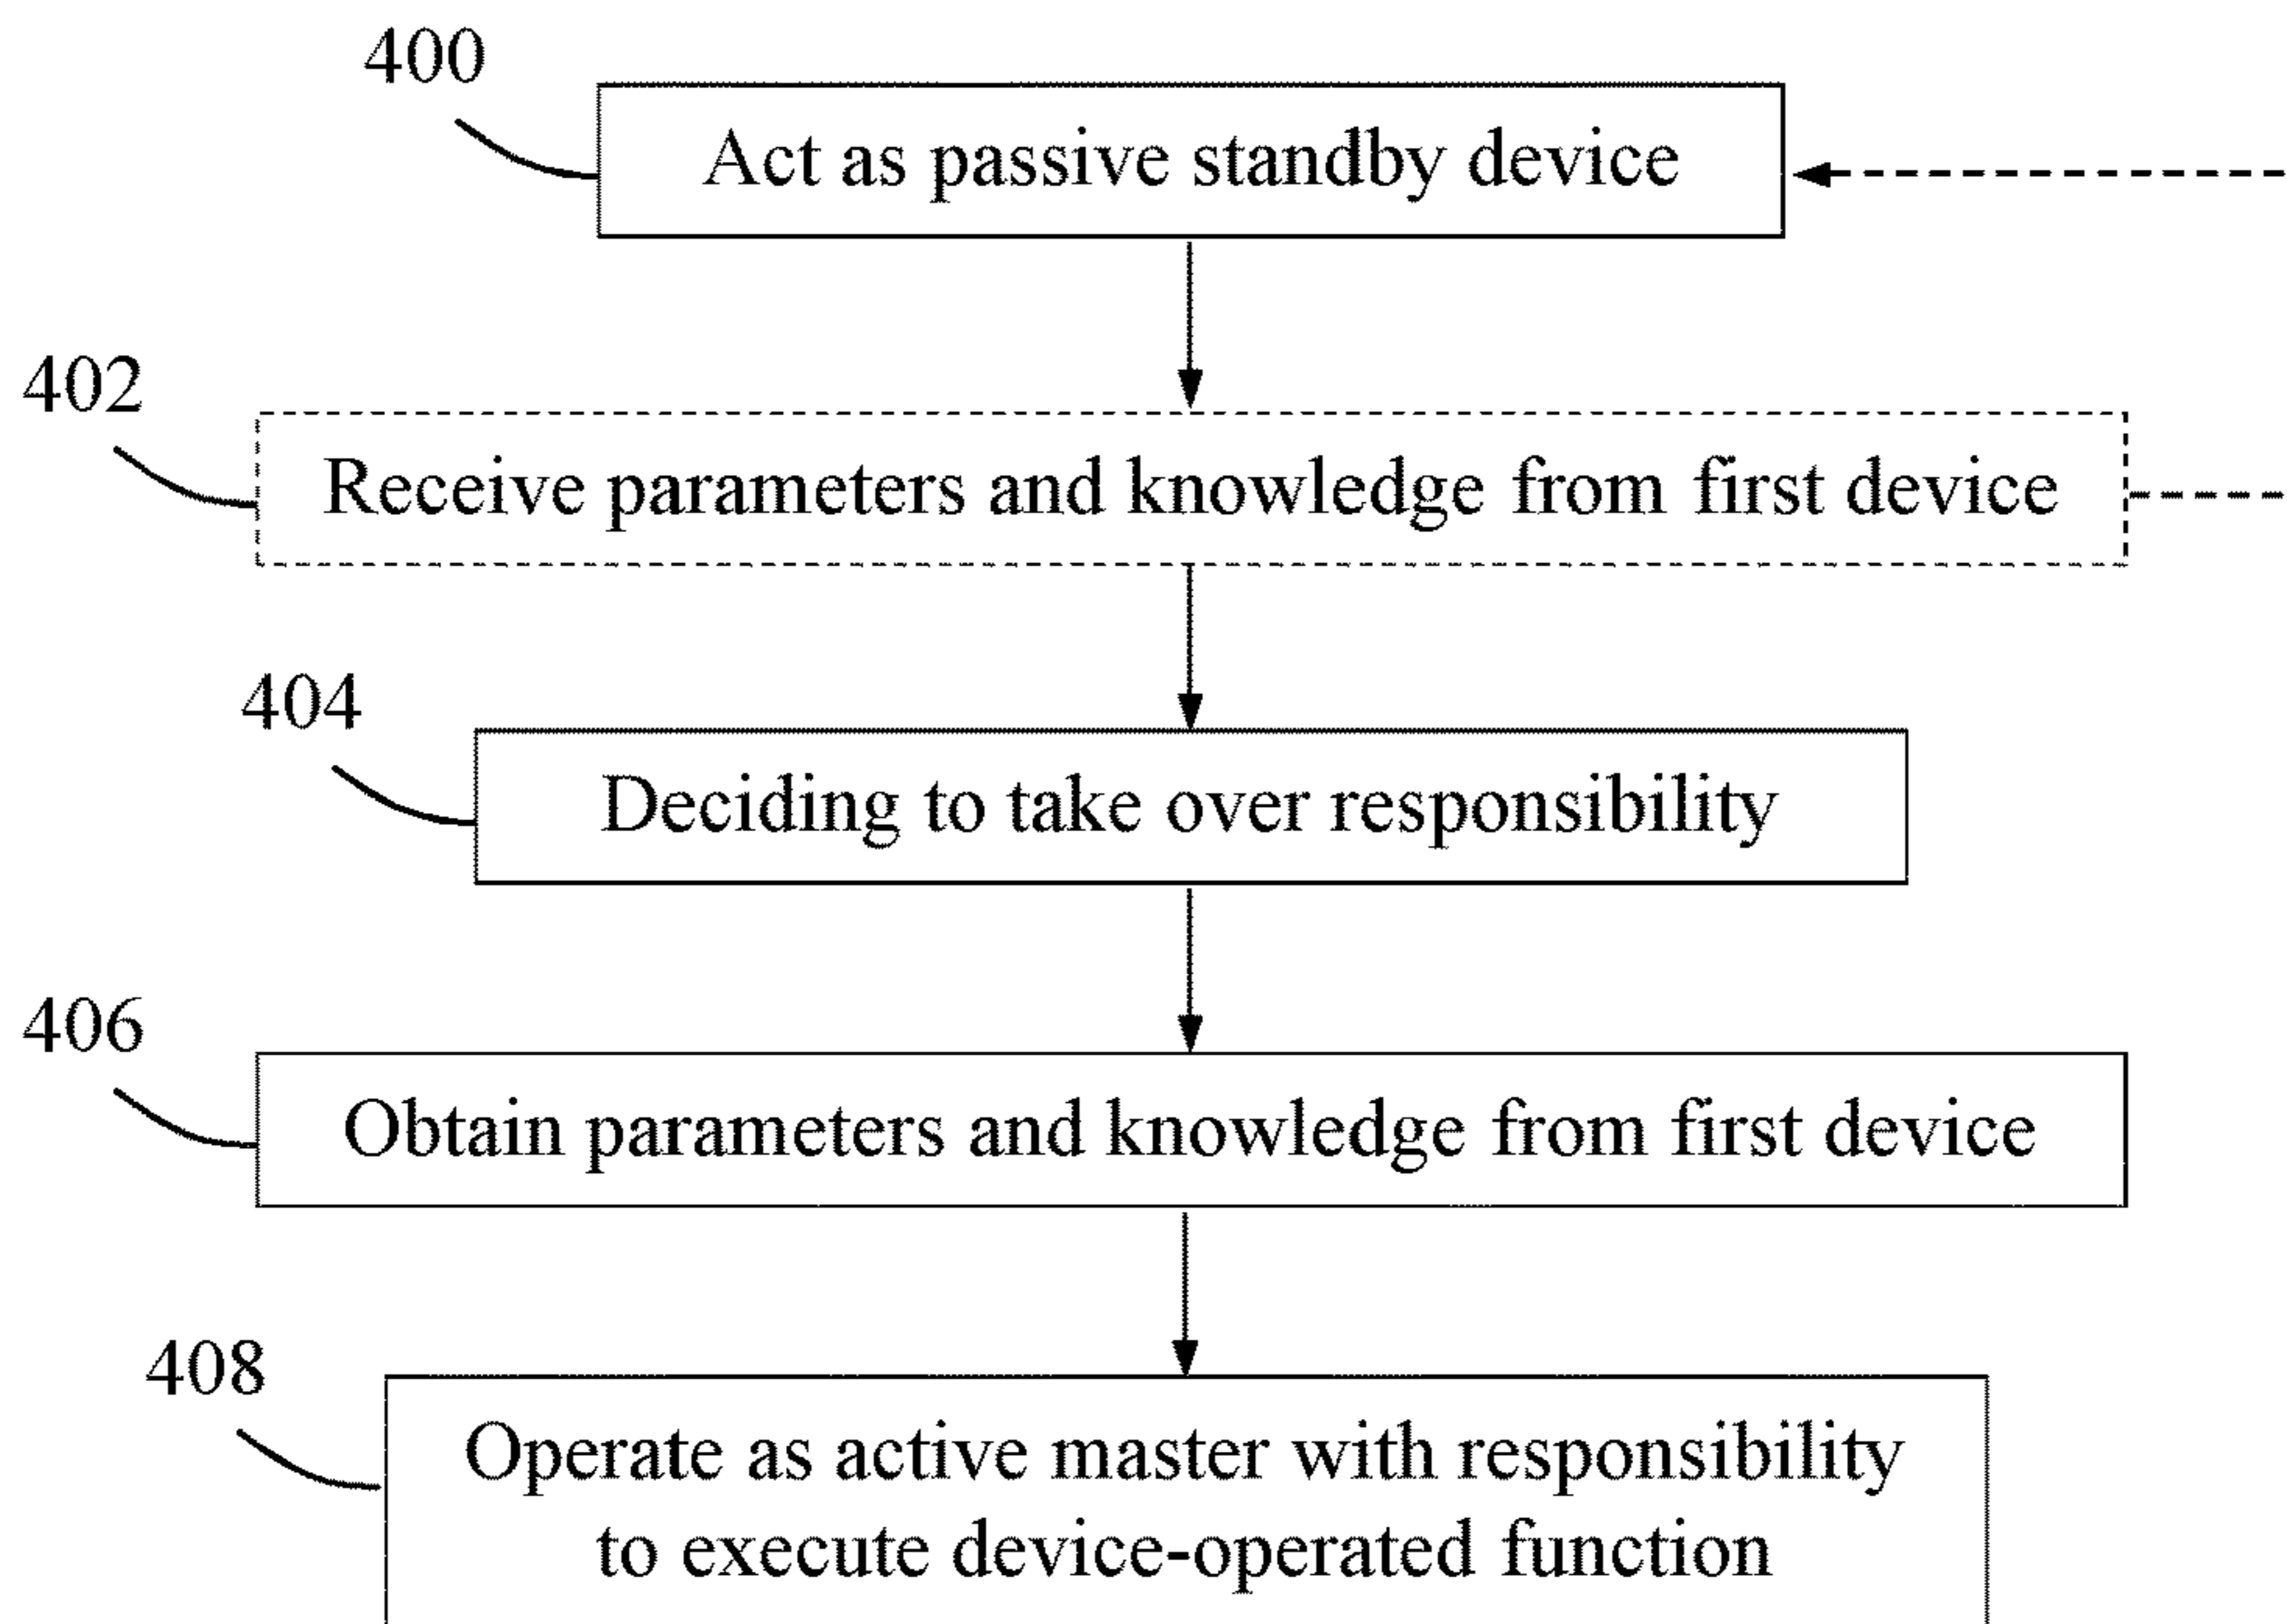 400
Act as passive standby device
402
Receive parameters and knowledge from first device
404
Deciding to take over responsibility
406
Obtain parameters and knowledge from first device
408
Operate as active master with responsibility
to execute device-operated function